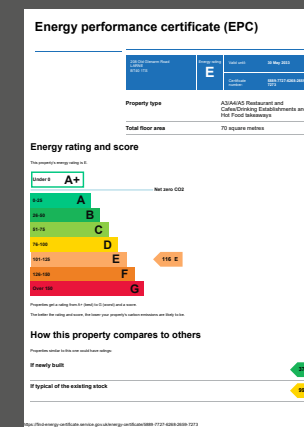 Energy performance certificate (EPC)
Energy rating
E
Valid until:
Certificate
number:
Property type
A3/A4/A5 Restaurant and
Cafes/Drinking Establishments and
Hot Food takeaways
Total floor area
70 square metres
Energy rating and score
This property's energy rating is E.
Under 0 A+
Net zero CO2
0-25 A
26-50 B
51-75 C
76-100 D
101-125 E
116 E
126-150 F
Over 150 G
Properties get a rating from A+ (best) to G (worst) and a score.
The better the rating and score, the lower your property's carbon emissions are likely to be.
How this property compares to others
Properties similar to this one could have ratings:
If newly built
If typical of the existing stock